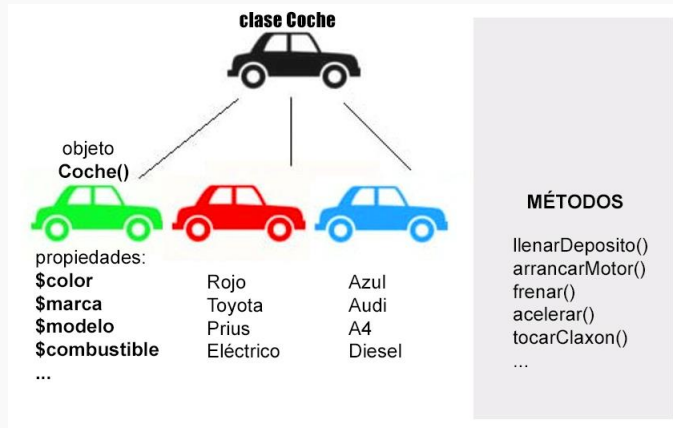 clase Coche
objeto
Coche()
propiedades:
$color
$marca
$modelo
$combustible
...
Rojo
Toyota
Prius
Eléctrico
Azul
Audi
A4
Diesel
MÉTODOS
llenarDeposito()
arrancarMotor()
frenar()
acelerar()
tocarClaxon()
...